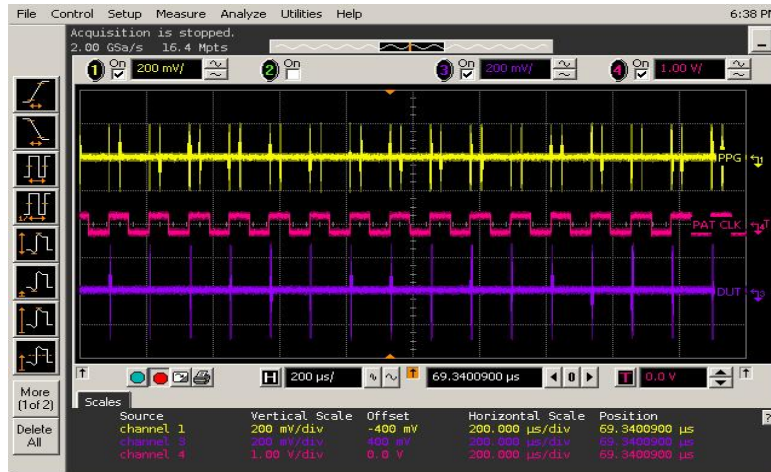 File Control Setup Measure Analyze Utilities Help 6:38 PM
Acquisition is stopped.
2.00 GSa/s 16.4 Mpts
1 On 200 mV/ 2 On 3 On 200 mV/ 4 On 1.00 V/
PPG
PAT CLK
DUT
H 200 µs/ 69.3400900 µs 0 T 0.0 V
More
(1of 2)
Delete
All
Scales
Source Vertical Scale Offset Horizontal Scale Position
channel 1 200 mV/div -400 mV 200.000 µs/div 69.3400900 µs
channel 3 200 mV/div 400 mV 200.000 µs/div 69.3400900 µs
channel 4 1.00 V/div 0.0 V 200.000 µs/div 69.3400900 µs